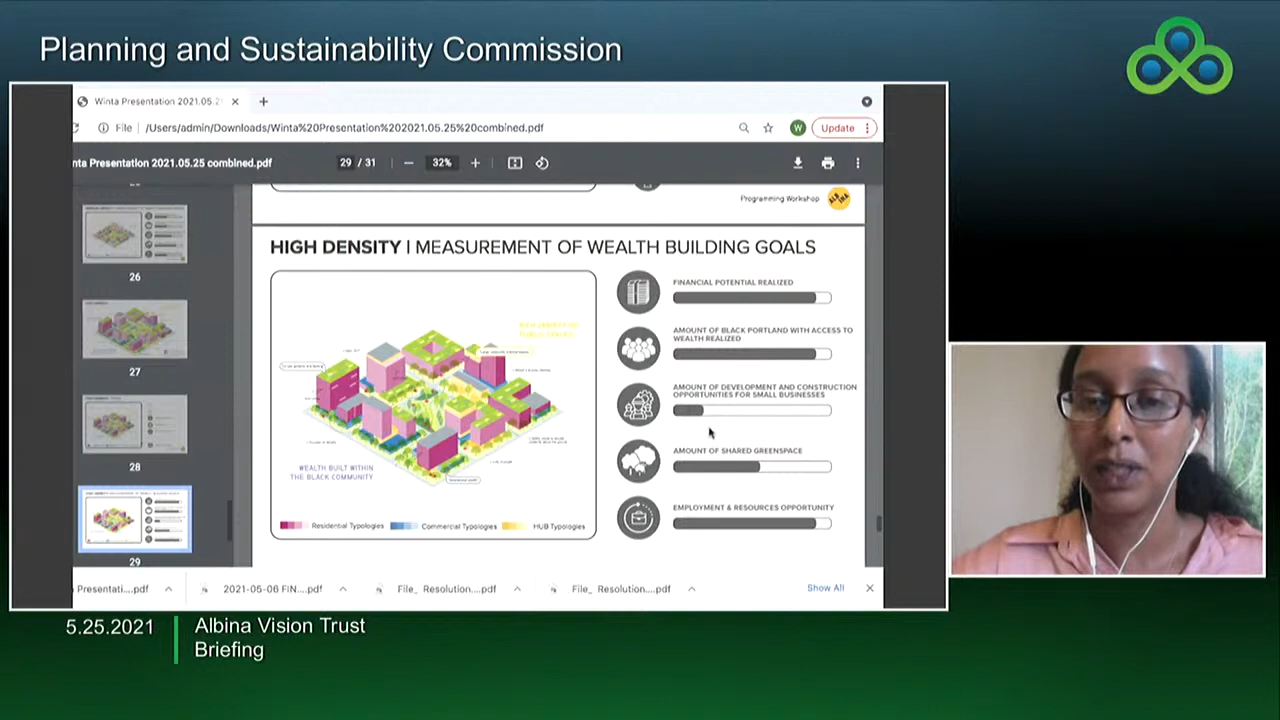 Planning and Sustainability Commission
Winta Presentation 2021.05.2
File
/Users/admin/Downloads/Winta%20Presentation%202021.05.25%20combined.pdf
W
Update
nta Presentation 2021.05.25 combined.pdf
29 / 31
32%
Programming Workshop
ALB
INA
HIGH DENSITY | MEASUREMENT OF WEALTH BUILDING GOALS
FINANCIAL POTENTIAL REALIZED
AMOUNT OF BLACK PORTLAND WITH ACCESS TO
WEALTH REALIZED
AMOUNT OF DEVELOPMENT AND CONSTRUCTION
OPPORTUNITIES FOR SMALL BUSINESSES
AMOUNT OF SHARED GREENSPACE
EMPLOYMENT & RESOURCES OPPORTUNITY
WEALTH BUILT WITHIN
THE BLACK COMMUNITY
Residential Typologies
Commercial Typologies
HUB Typologies
26
27
28
29
Presentati....pdf
2021-05-06 FIN....pdf
File_ Resolution....pdf
File_ Resolution....pdf
Show All
5.25.2021
Albina Vision Trust
Briefing